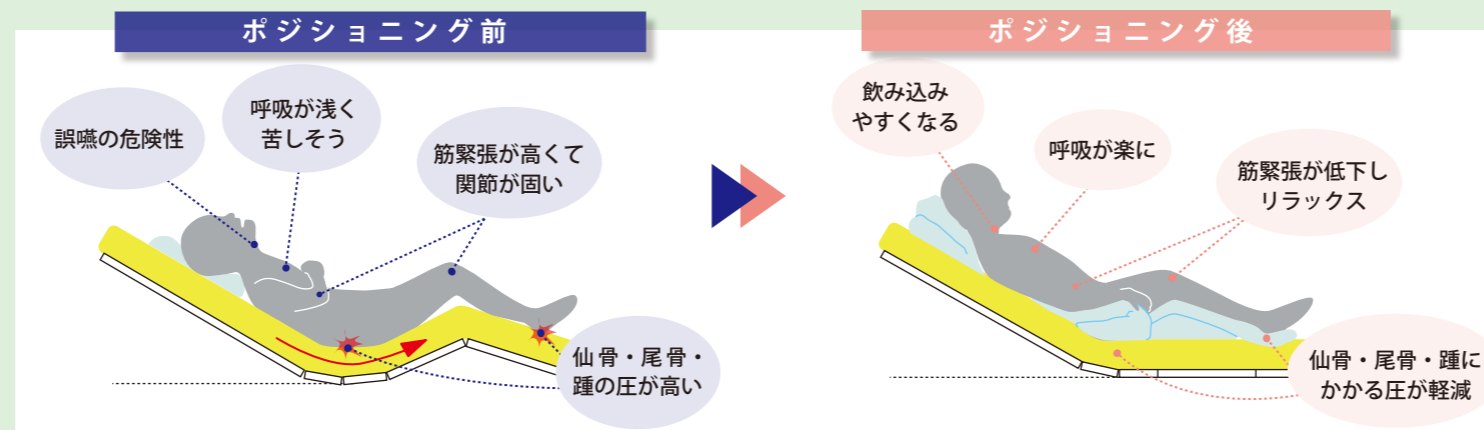 ポジショニング前
誤嚥の危険性
呼吸が浅く
苦しそう
筋緊張が高くて
関節が固い
仙骨・尾骨・
踵の圧が高い
ポジショニング後
飲み込み
やすくなる
呼吸が楽に
筋緊張が低下し
リラックス
仙骨・尾骨・踵に
かかる圧が軽減